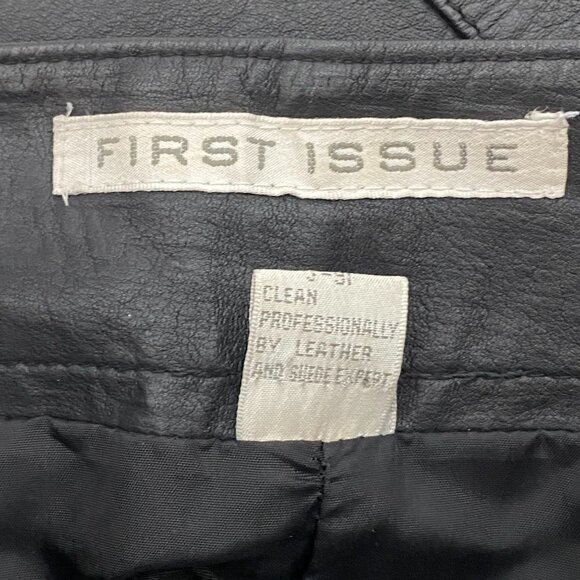 FIRST ISSUE
CLEAN
PROFESSIONALLY
BY LEATHER
AND SUEDE EXPERT